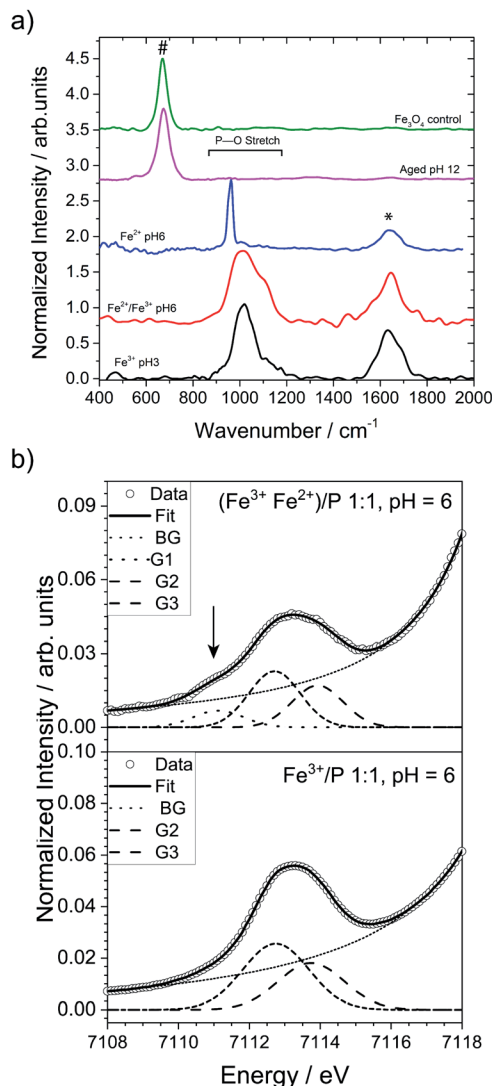 a)
#
4.5
4.0
3.5
3.0
2.5
2.0
1.5
1.0
0.5
0.0
Normalized Intensity / arb.units
Fe₃O₄ control
P—O Stretch
Aged pH 12
Fe²⁺ pH6
*
Fe²⁺/Fe³⁺ pH6
Fe³⁺ pH3
400 600 800 1000 1200 1400 1600 1800 2000
Wavenumber / cm⁻¹
b)
0.09
0.06
0.03
0.00
Normalized Intensity / arb. units
Data
Fit
BG
G1
G2
G3
(Fe³⁺ Fe²⁺)/P 1:1, pH = 6
0.10
0.08
0.06
0.04
0.02
0.00
Data
Fit
BG
G2
G3
Fe³⁺/P 1:1, pH = 6
7108 7110 7112 7114 7116 7118
Energy / eV